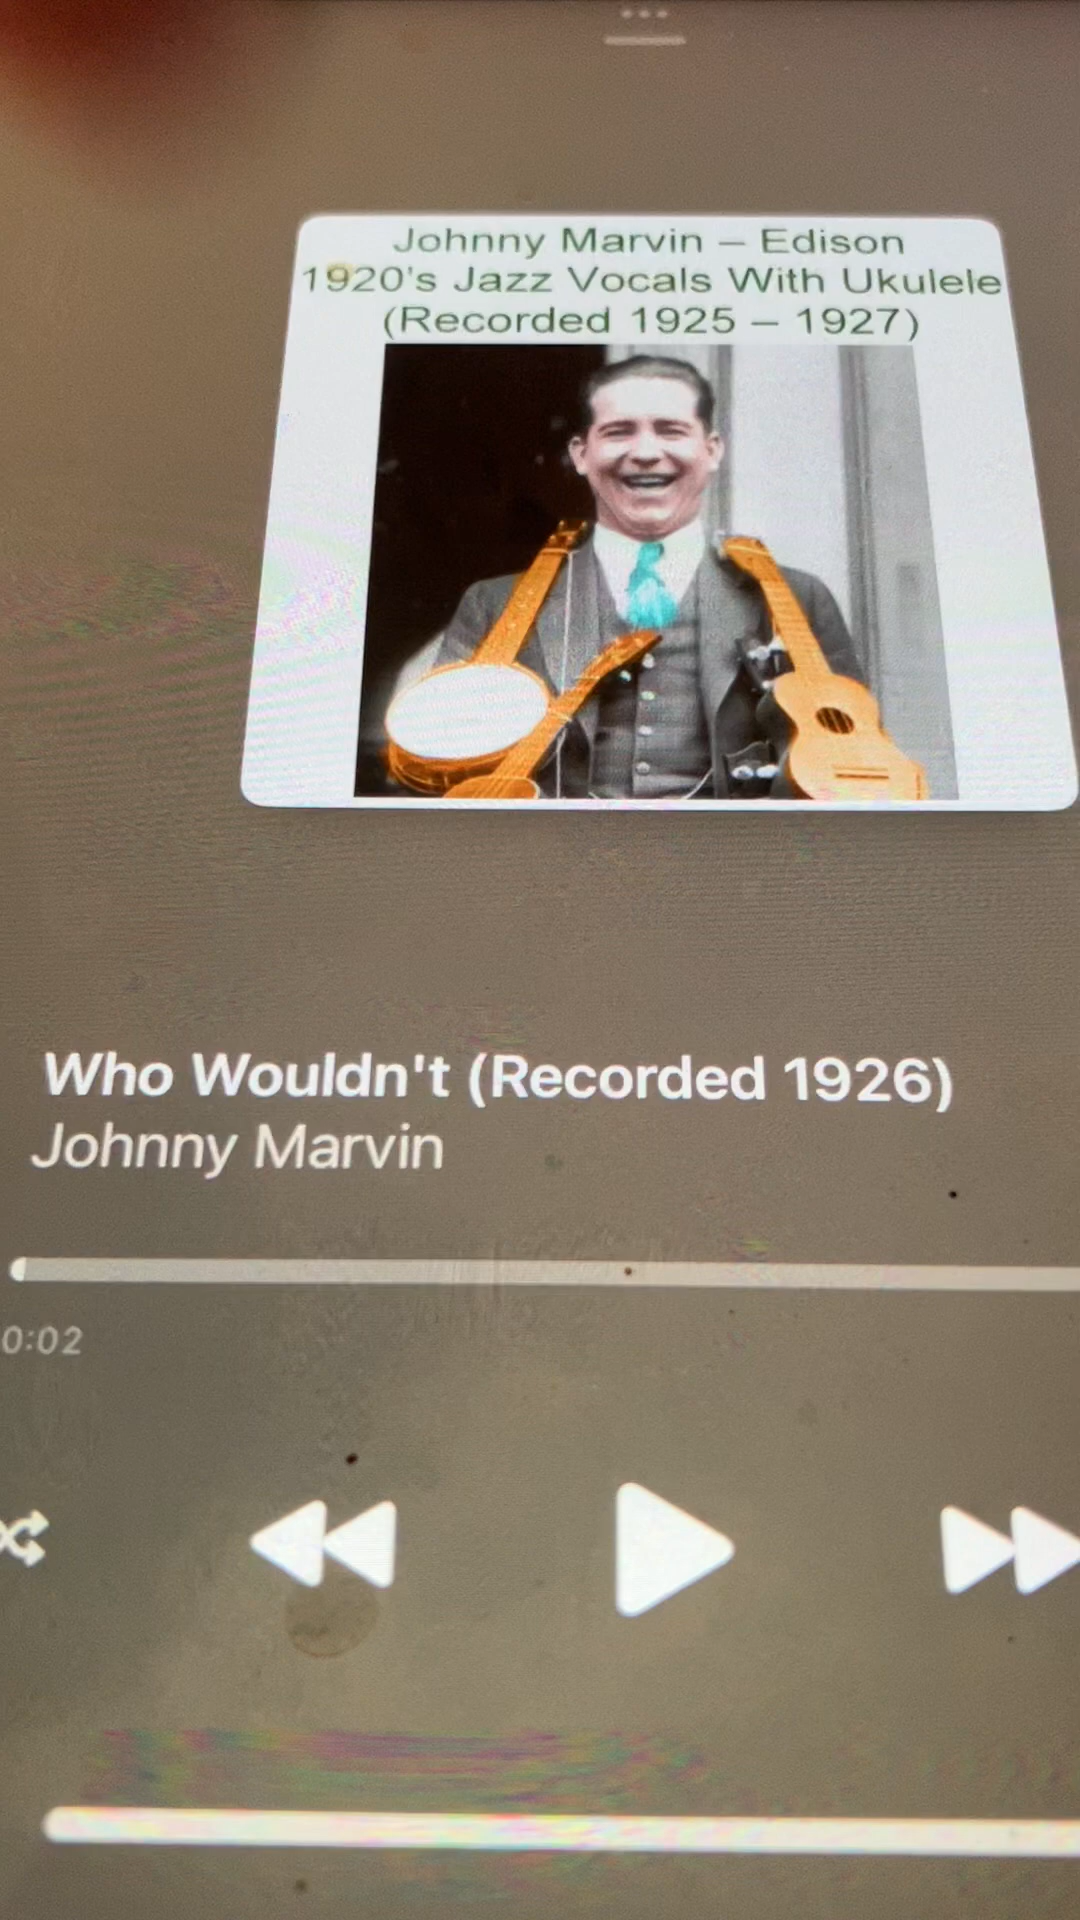 Johnny Marvin – Edison
1920's Jazz Vocals With Ukulele
(Recorded 1925 – 1927)
Who Wouldn't (Recorded 1926)
Johnny Marvin
0:02